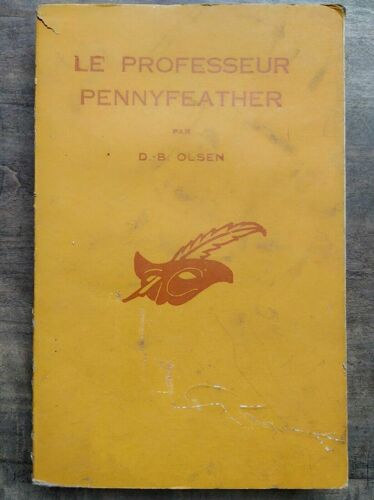 LE PROFESSEUR
PENNYFEATHER
PAR
D.-B. OLSEN